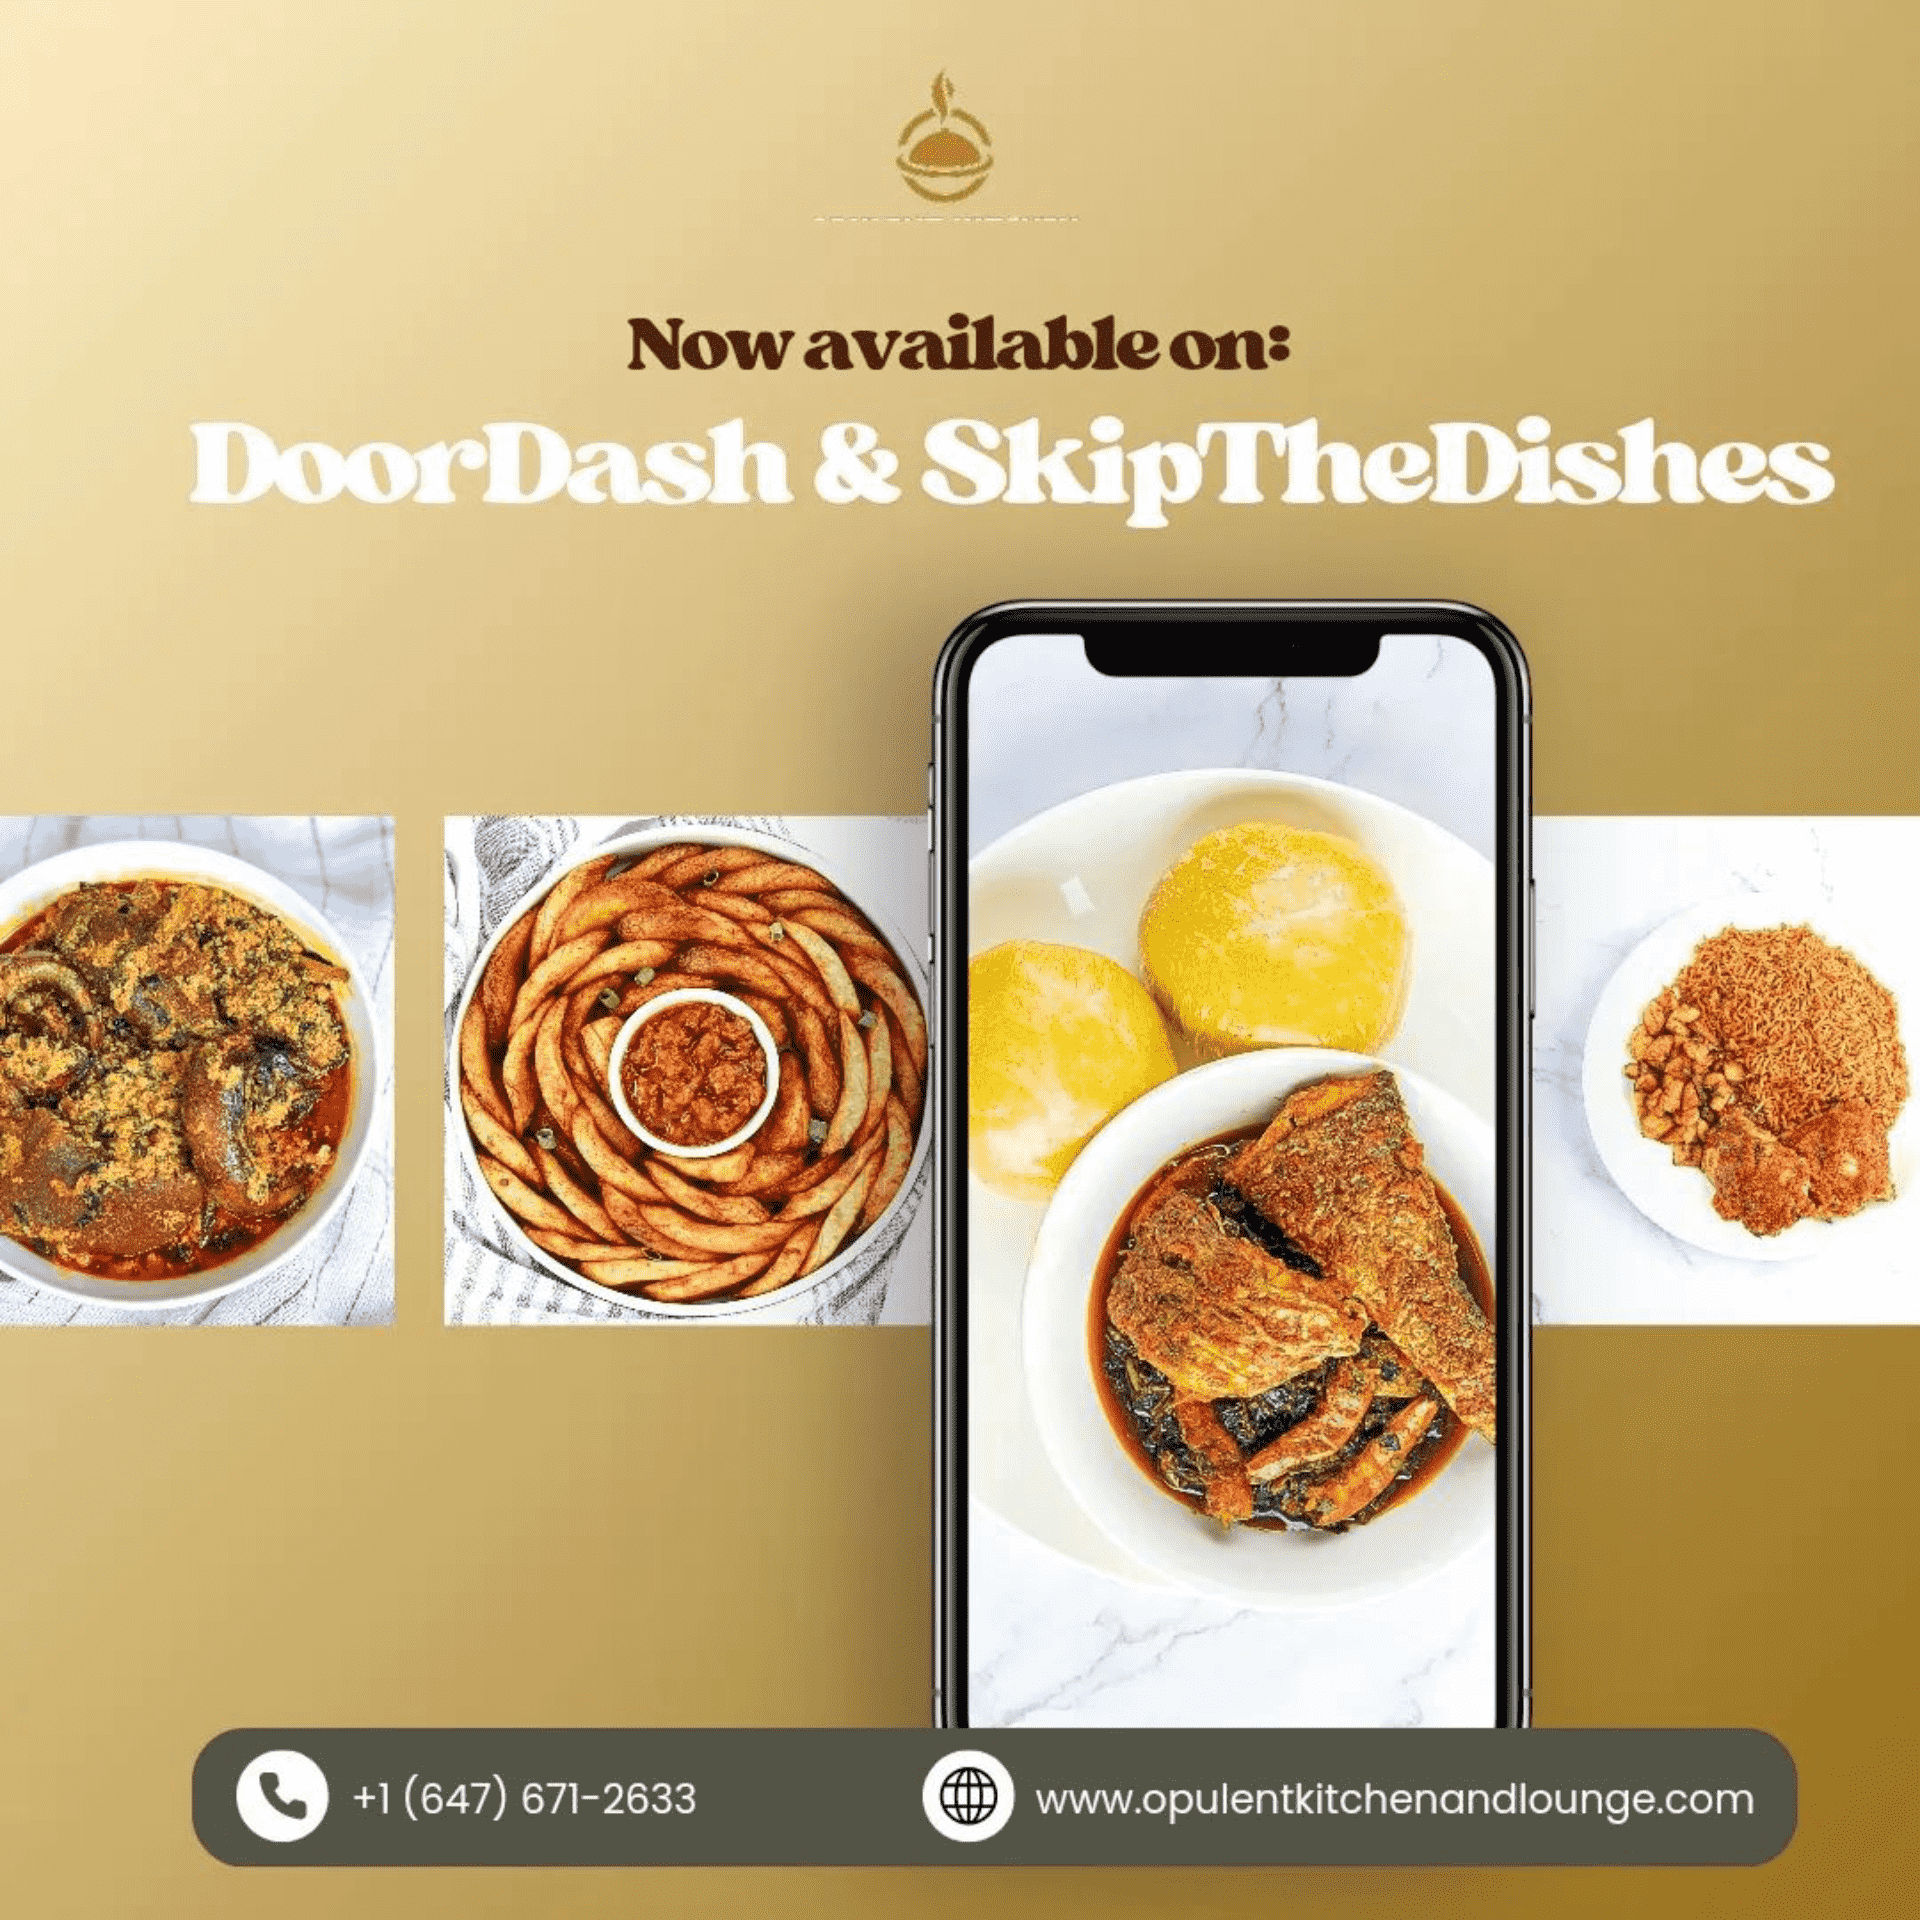 Now available on:
DoorDash & SkipTheDishes
+1 (647) 671-2633
www.opulentkitchenandlounge.com